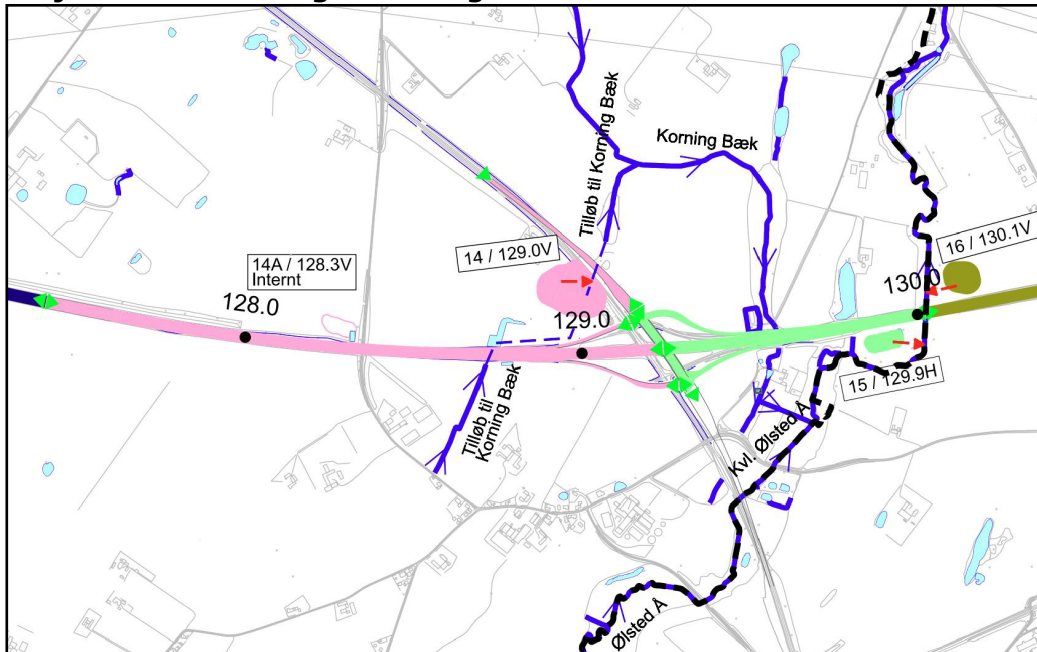 Korning Bæk
Tilløb til Korning Bæk
14 / 129.0V
16 / 130.1V
14A / 128.3V
Internt
128.0
129.0
130.0
15 / 129.9H
Tilløb til
Korning Bæk
Kvl. Ølsted Å
Ølsted Å